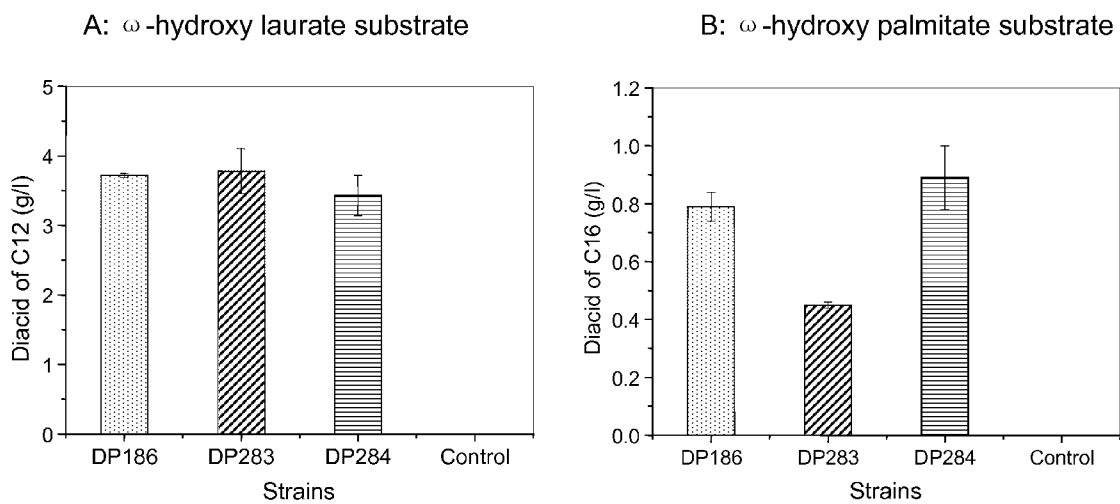 A: ω-hydroxy laurate substrate
Diacid of C12 (g/l)
5
4
3
2
1
0
DP186 DP283 DP284 Control
Strains
B: ω-hydroxy palmitate substrate
Diacid of C16 (g/l)
1.2
1.0
0.8
0.6
0.4
0.2
0.0
DP186 DP283 DP284 Control
Strains